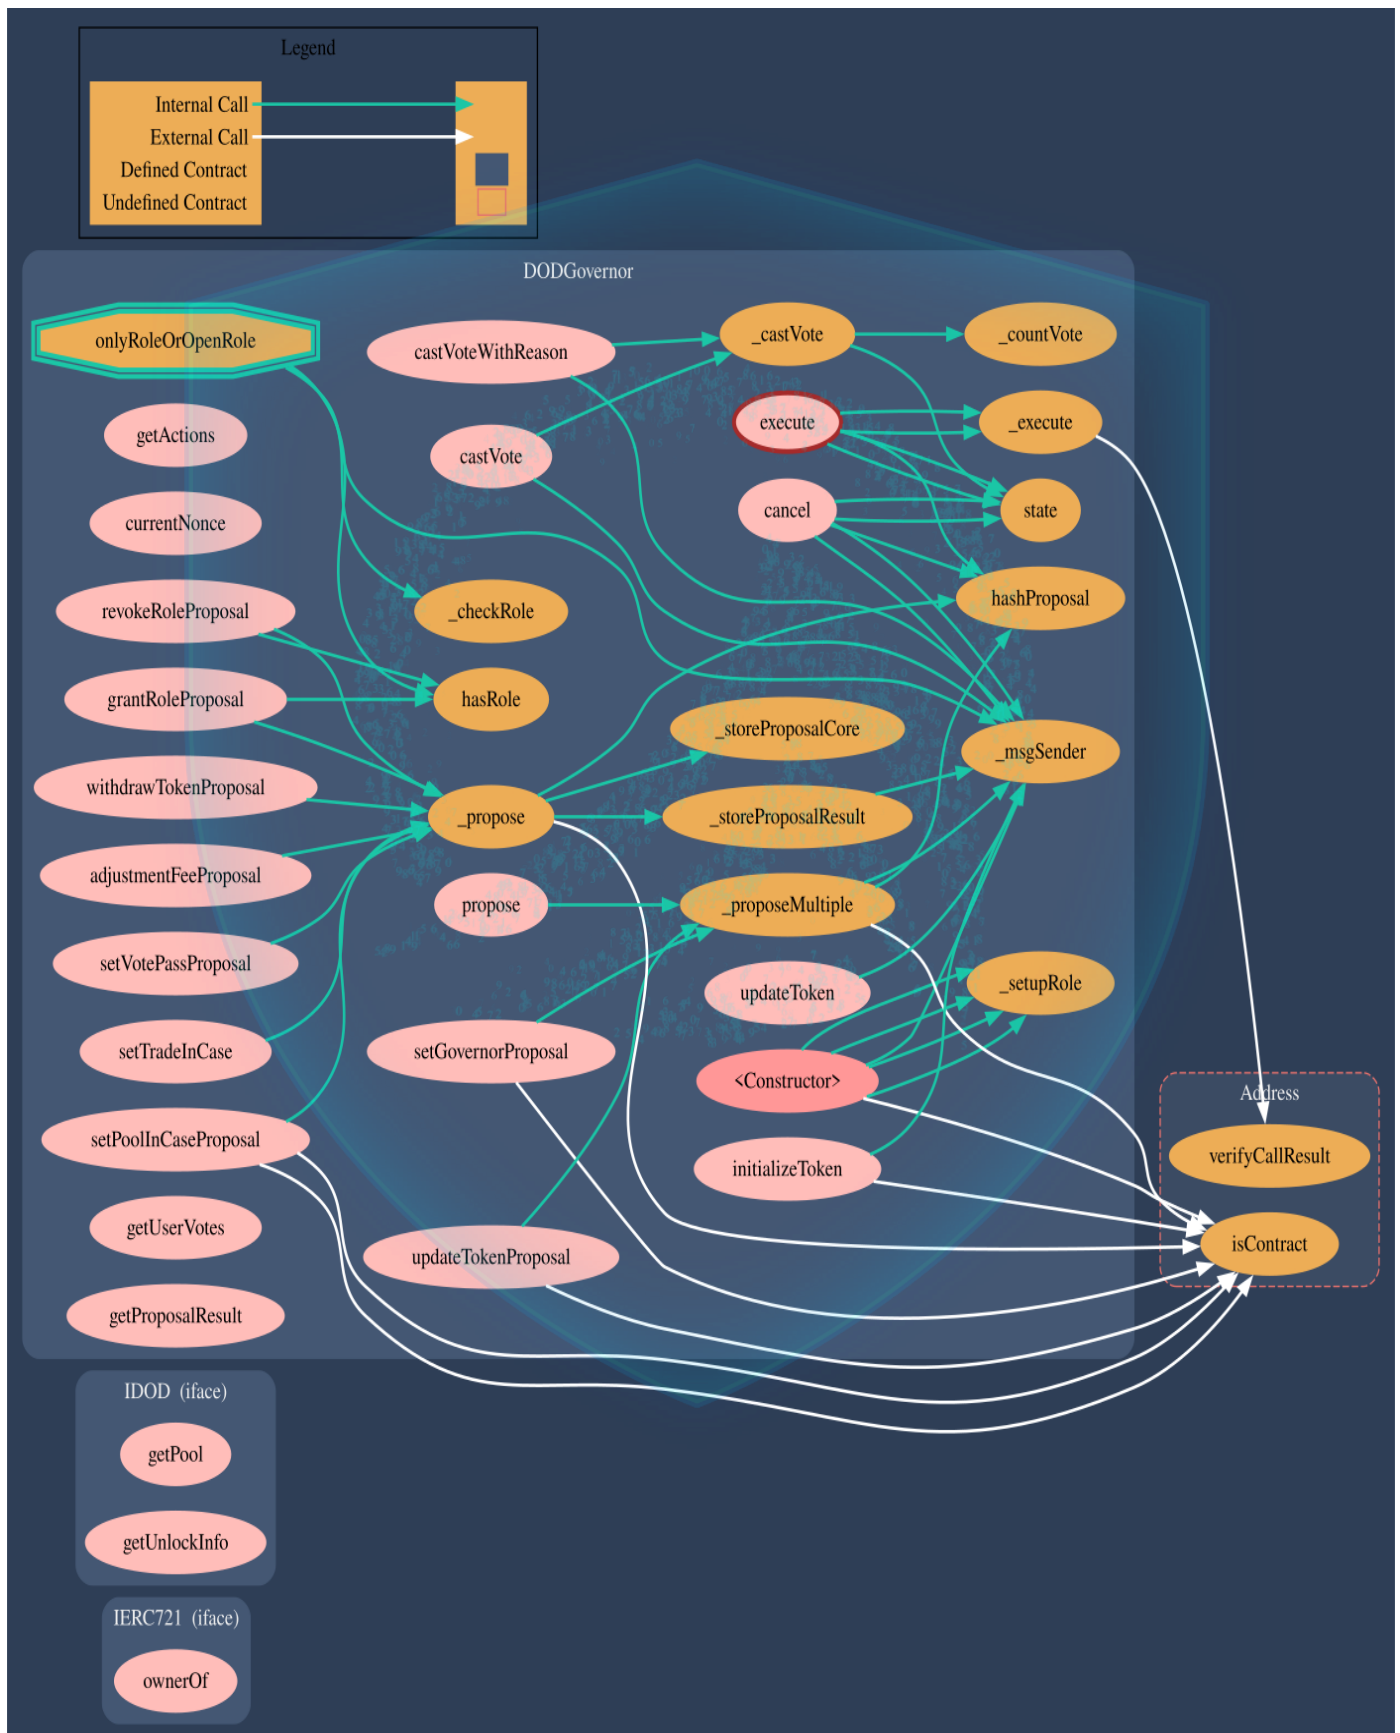 Legend
Internal Call
External Call
Defined Contract
Undefined Contract
DODGovernor
onlyRoleOrOpenRole
getActions
currentNonce
revokeRoleProposal
grantRoleProposal
withdrawTokenProposal
adjustmentFeeProposal
setVotePassProposal
setTradeInCase
setPoolInCaseProposal
getUserVotes
getProposalResult
castVoteWithReason
castVote
_checkRole
hasRole
_propose
propose
setGovernorProposal
updateTokenProposal
_castVote
execute
cancel
_storeProposalCore
_storeProposalResult
_proposeMultiple
updateToken
<Constructor>
initializeToken
_countVote
_execute
state
hashProposal
_msgSender
_setupRole
Address
verifyCallResult
isContract
IDOD (iface)
getPool
getUnlockInfo
IERC721 (iface)
ownerOf